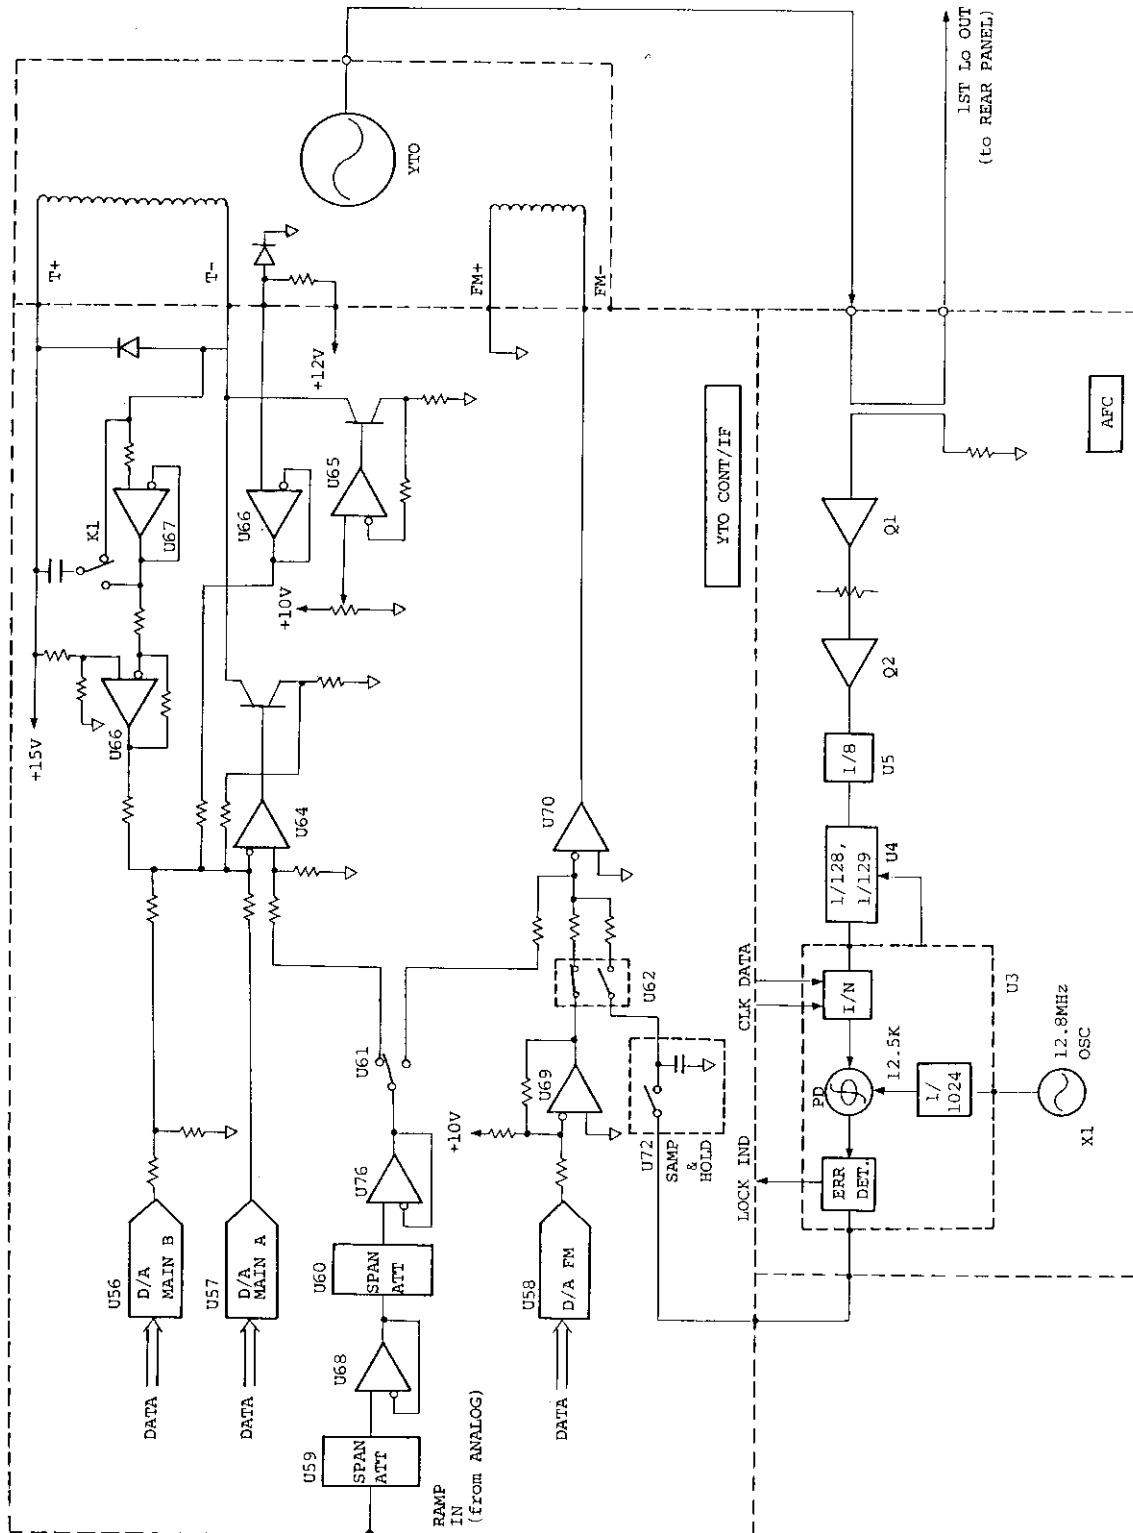 T+
T-
YTO
FM+
FM-
+12V
1ST Lo OUT
(to REAR PANEL)
K1
U67
U66
U65
+10V
+15V
U66
U64
YTO CONT/IF
AFC
Q1
Q2
1/8
U5
U70
1/128,
1/129
U4
U62
CLK DATA
I/N
U3
12.8MHz
OSC
X1
12.5K
PD
1/
1024
ERR
DET.
LOCK IND
U61
U69
+10V
U72
SAMP
&
HOLD
U76
U56
D/A
MAIN B
U57
D/A
MAIN A
U60
SPAN
ATT
U58
D/A FM
DATA
DATA
U68
DATA
U59
SPAN
ATT
RAMP
IN
(from ANALOG)